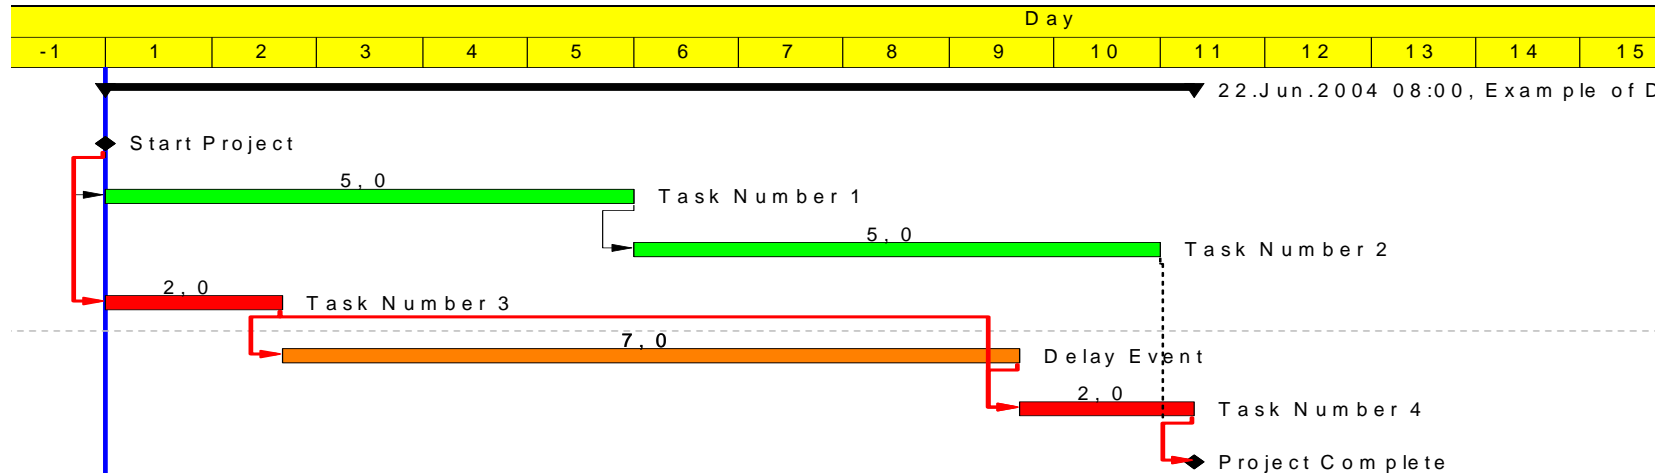 Day
-1 1 2 3 4 5 6 7 8 9 10 11 12 13 14 15
22.Jun.2004 08:00, Example of D
Start Project
5,0
Task Number 1
5,0
Task Number 2
2,0
Task Number 3
7,0
Delay Event
2,0
Task Number 4
Project Complete